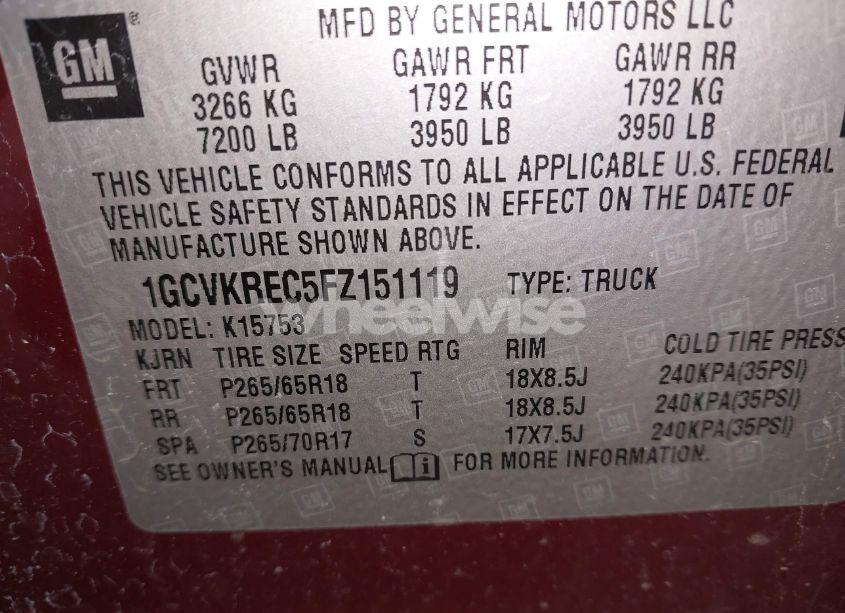 GM
MFD BY GENERAL MOTORS LLC
GVWR GAWR FRT GAWR RR
3266 KG 1792 KG 1792 KG
7200 LB 3950 LB 3950 LB
THIS VEHICLE CONFORMS TO ALL APPLICABLE U.S. FEDERAL
VEHICLE SAFETY STANDARDS IN EFFECT ON THE DATE OF
MANUFACTURE SHOWN ABOVE.
1GCVKREC5FZ151119 TYPE: TRUCK
wheelwise
MODEL: K15753
KJRN TIRE SIZE SPEED RTG RIM COLD TIRE PRESS
FRT P265/65R18 T 18X8.5J 240KPA(35PSI)
RR P265/65R18 T 18X8.5J 240KPA(35PSI)
SPA P265/70R17 S 17X7.5J 240KPA(35PSI)
SEE OWNER'S MANUAL i FOR MORE INFORMATION.